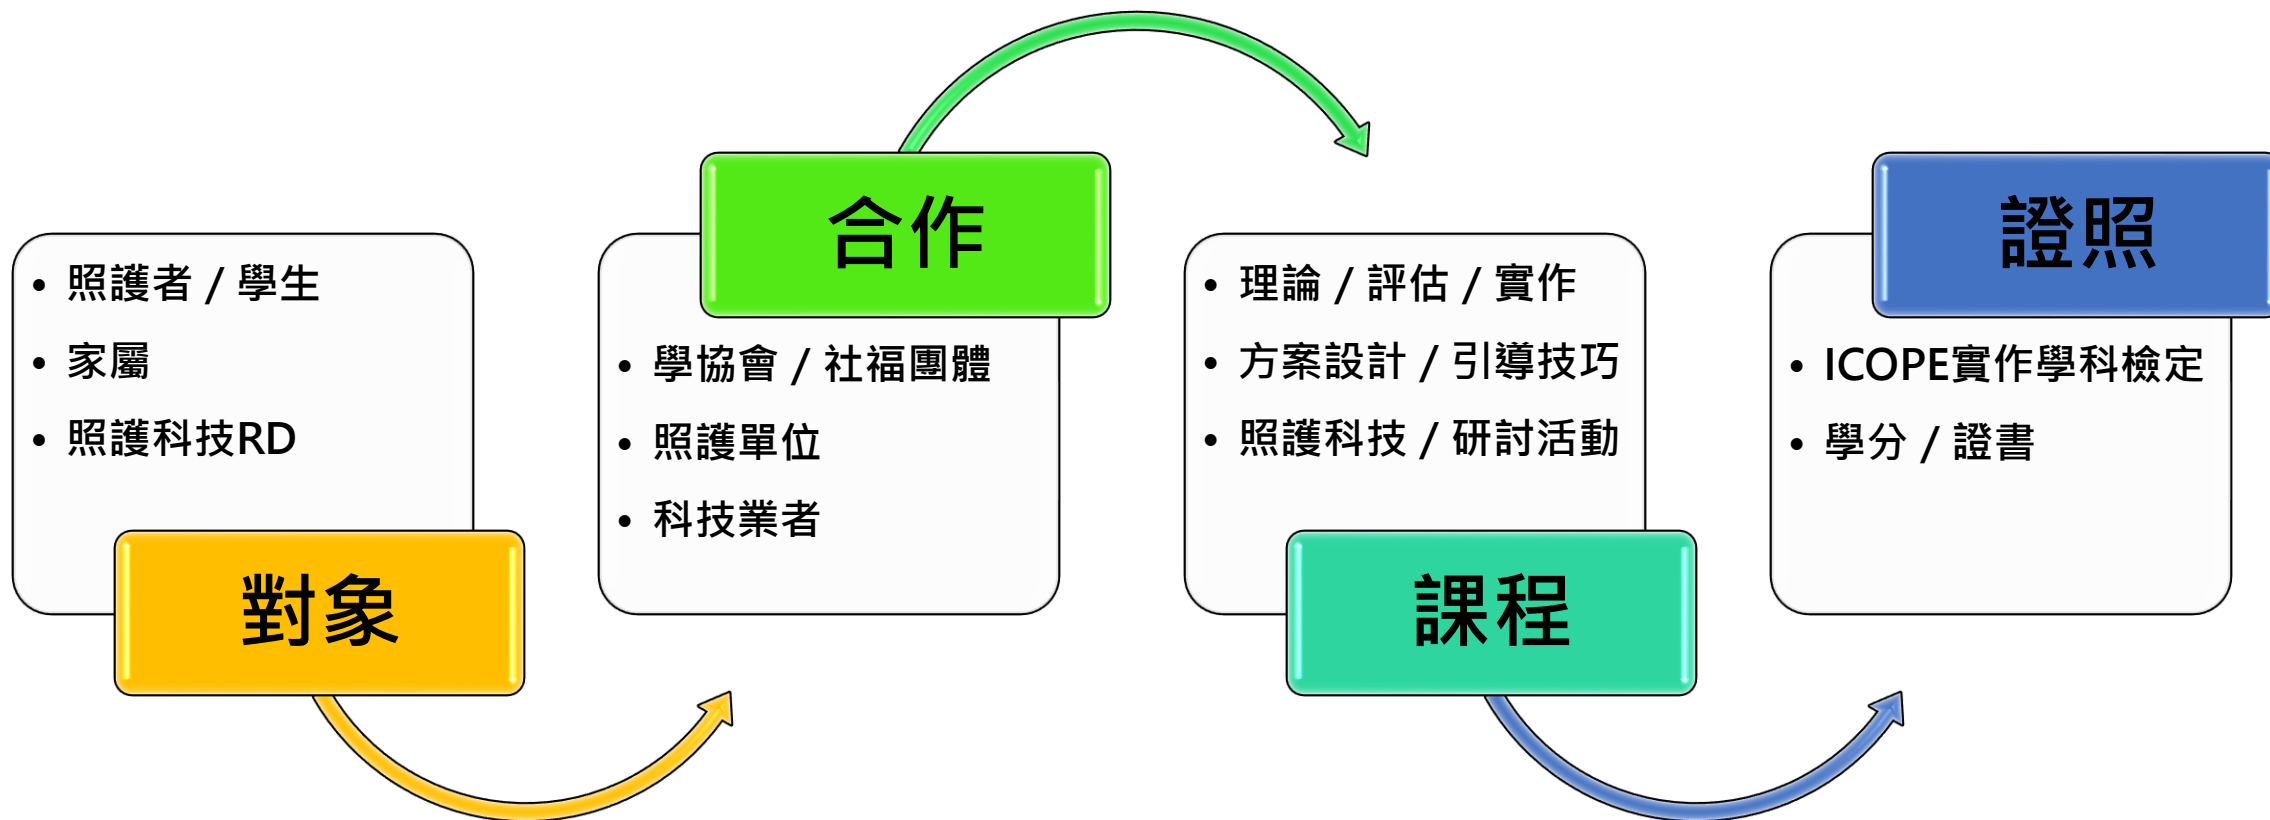 • 照護者 / 學生
• 家屬
• 照護科技RD
對象
合作
• 學協會 / 社福團體
• 照護單位
• 科技業者
• 理論 / 評估 / 實作
• 方案設計 / 引導技巧
• 照護科技 / 研討活動
課程
證照
• ICOPE實作學科檢定
• 學分 / 證書